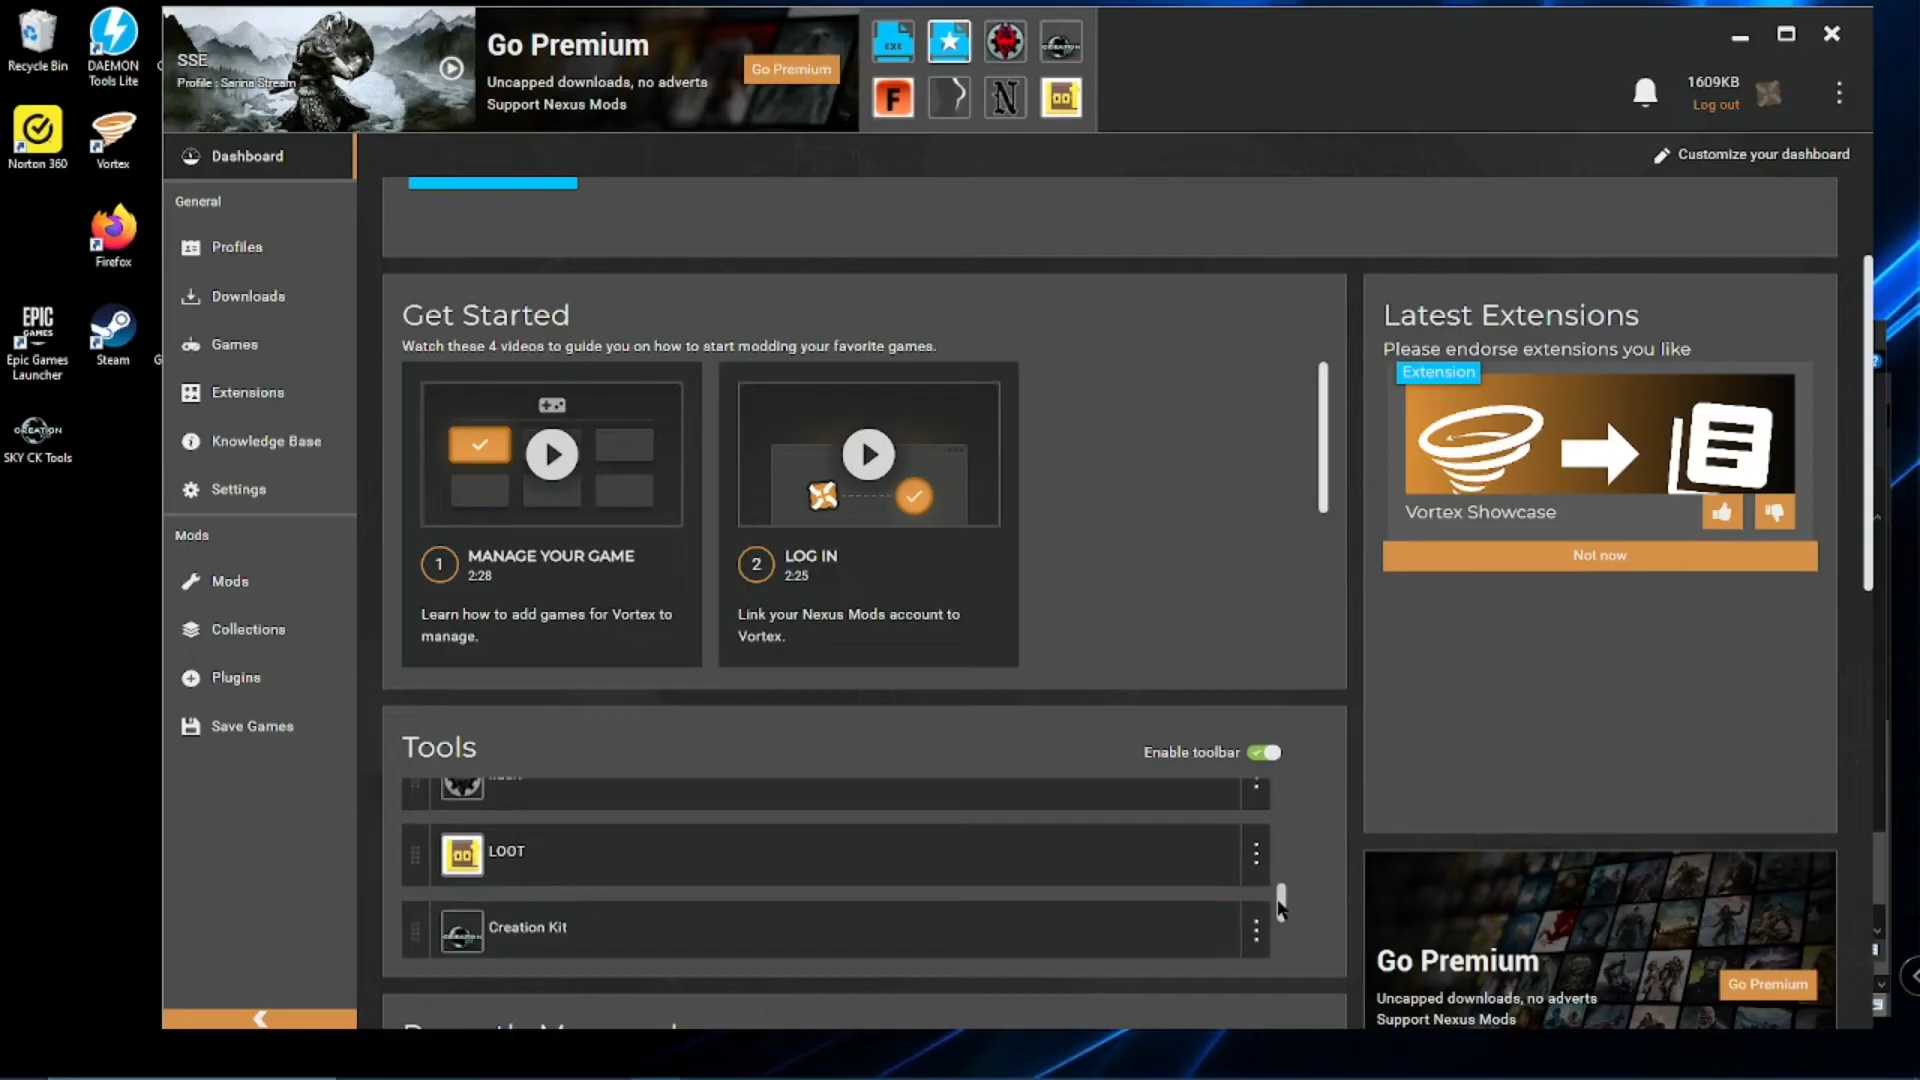 Recycle Bin
DAEMON
Tools Lite
Norton 360
Vortex
Firefox
EPIC
GAMES
Epic Games
Launcher
Steam
CREATION
SKY CK Tools
SSE
Profile : Sarina Stream
Go Premium
Uncapped downloads, no adverts
Support Nexus Mods
Go Premium
EXE
CREATION
F
N
1609KB
Log out
Dashboard
Customize your dashboard
General
Profiles
Downloads
Games
Extensions
Knowledge Base
Settings
Mods
Mods
Collections
Plugins
Save Games
Get Started
Watch these 4 videos to guide you on how to start modding your favorite games.
1 MANAGE YOUR GAME
2:28
Learn how to add games for Vortex to
manage.
2 LOG IN
2:25
Link your Nexus Mods account to
Vortex.
Latest Extensions
Please endorse extensions you like
Extension
Vortex Showcase
Not now
Tools
Enable toolbar
LOOT
Creation Kit
Go Premium
Uncapped downloads, no adverts
Support Nexus Mods
Go Premium